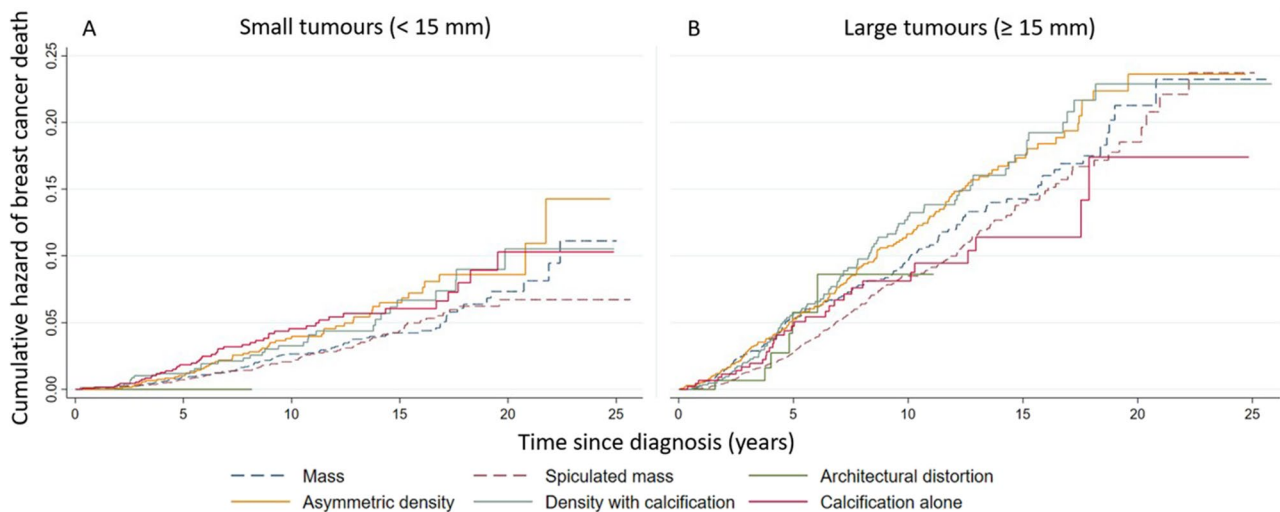 A Small tumours (< 15 mm)
B Large tumours (≥ 15 mm)
Cumulative hazard of breast cancer death
0.25
0.20
0.15
0.10
0.05
0.00
0 5 10 15 20 25
0 5 10 15 20 25
Time since diagnosis (years)
Mass Spiculated mass Architectural distortion
Asymmetric density Density with calcification Calcification alone